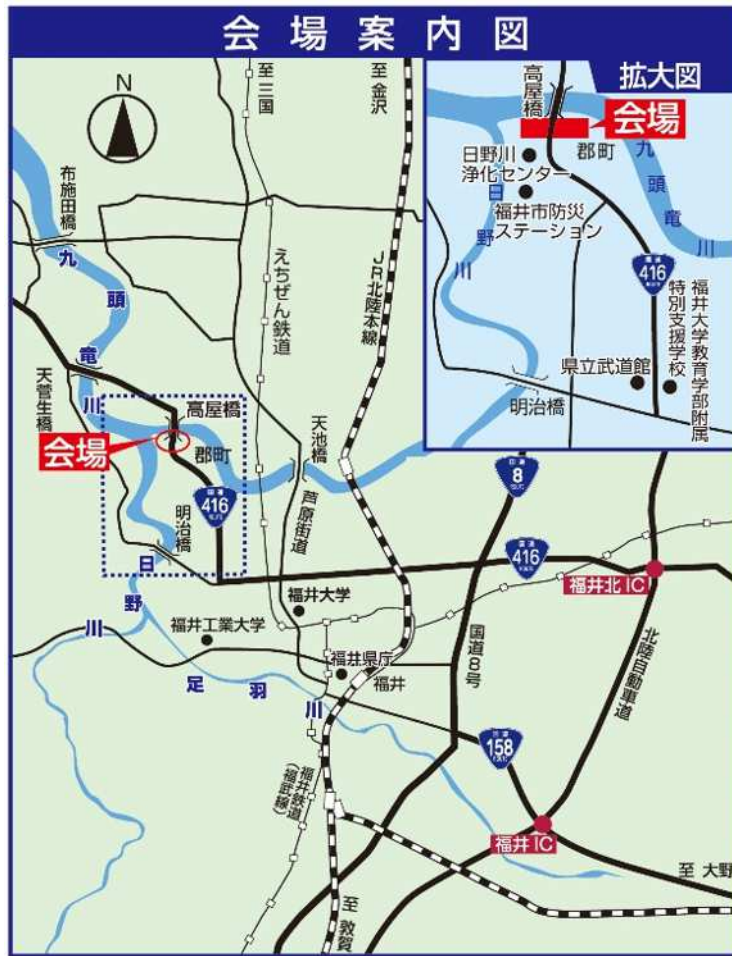 会場案内図
N
至 三国
至 金沢
布施田橋
九頭竜川
えちぜん鉄道
JR北陸本線
天菅生橋
高屋橋
会場
郡町
416
明治橋
天池橋
芦原街道
日野川
福井工業大学
福井大学
足羽川
福井県庁
福井
福井鉄道
(福武線)
国道
8
416
福井北IC
国道8号
北陸自動車道
158
福井IC
至 大野
至 敦賀
拡大図
高屋橋
会場
郡町
九頭竜川
日野川
浄化センター
福井市防災
ステーション
日野川
416
福井大学教育学部附属
特別支援学校
県立武道館
明治橋